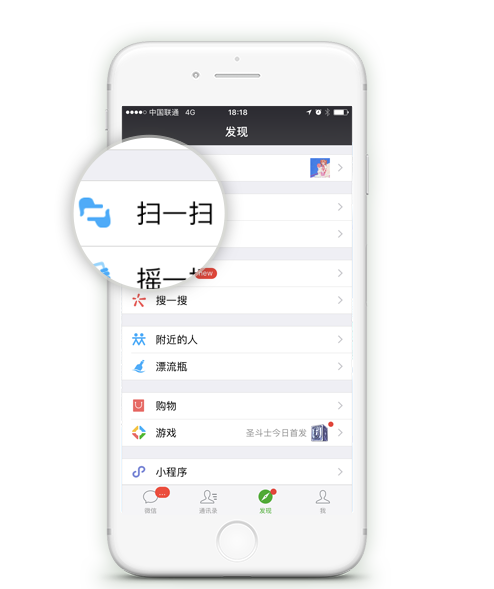 中国联通 4G 18:18
发现
扫一扫
摇一
new
搜一搜
附近的人
漂流瓶
购物
游戏 圣斗士今日首发
小程序
微信 通讯录 发现 我